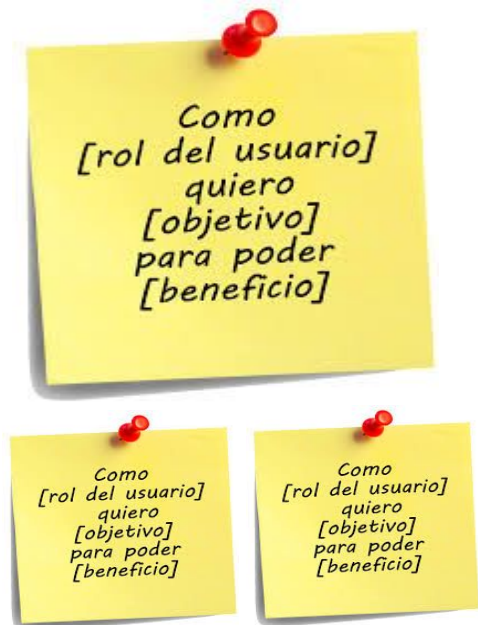 Como
[rol del usuario]
quiero
[objetivo]
para poder
[beneficio]
Como
[rol del usuario]
quiero
[objetivo]
para poder
[beneficio]
Como
[rol del usuario]
quiero
[objetivo]
para poder
[beneficio]